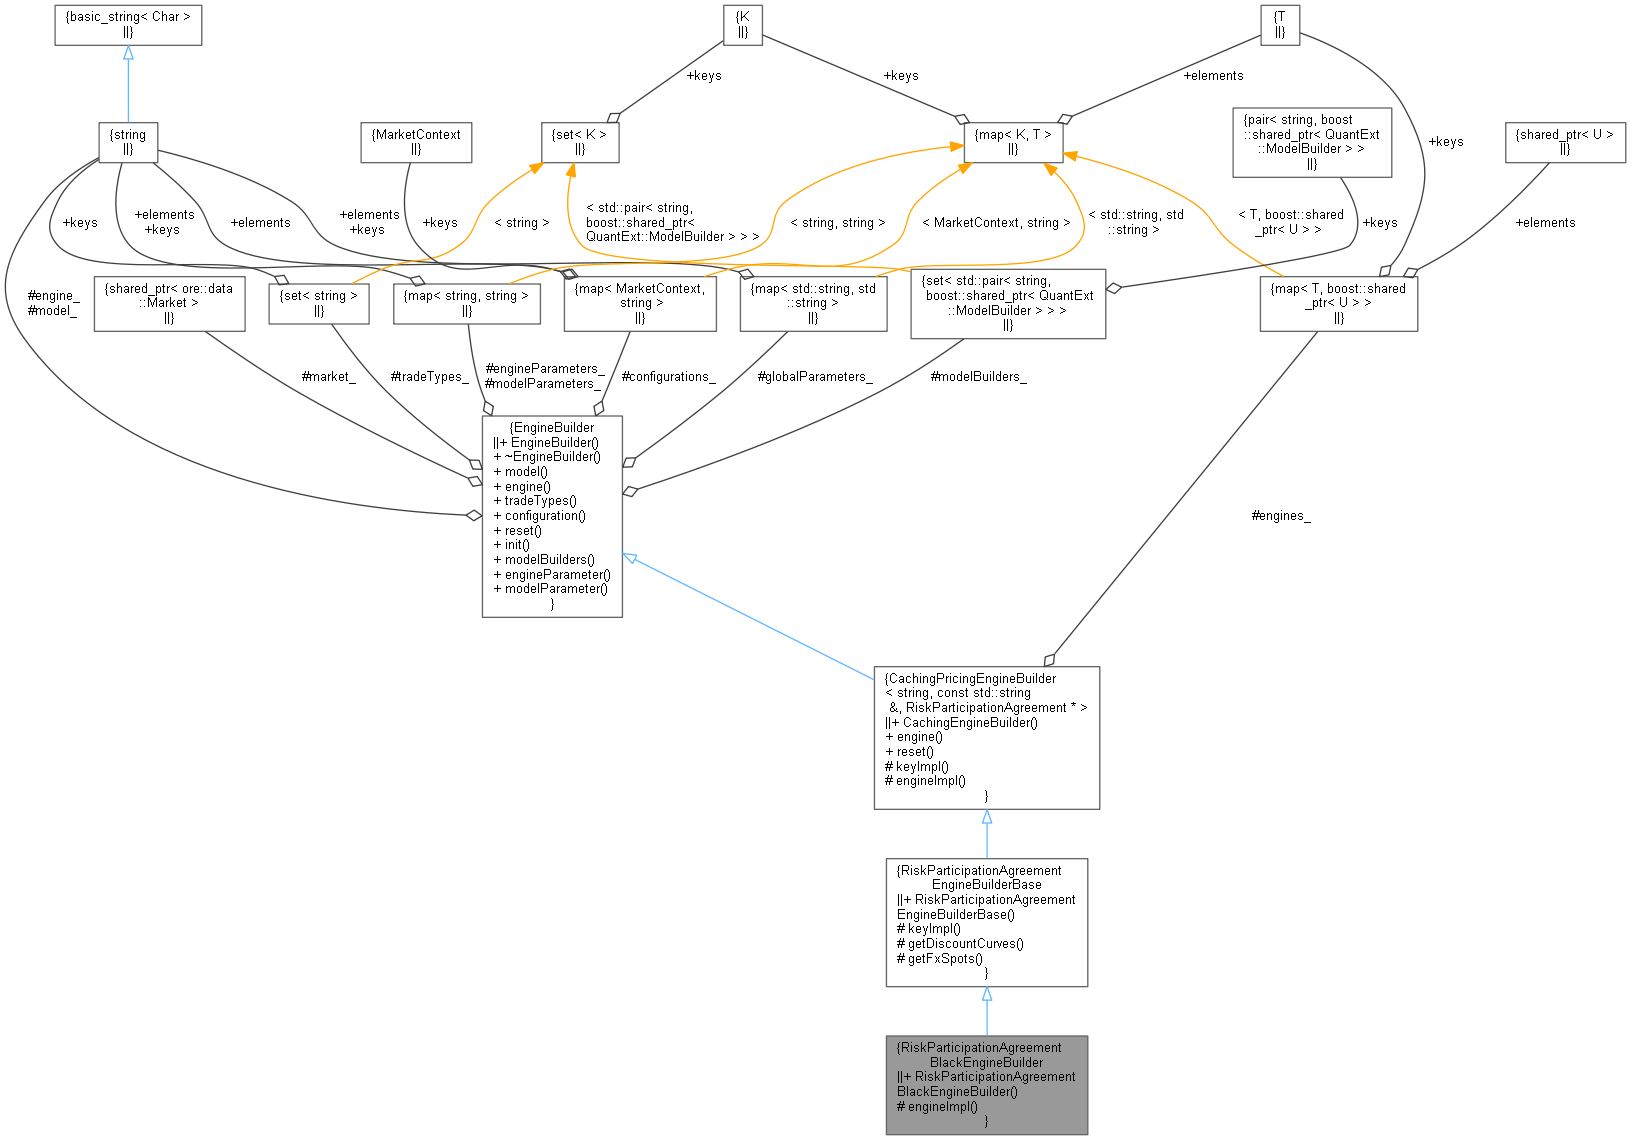 {basic_string< Char >
||}
{K
||}
{T
||}
+keys
+keys
+elements
{string
||}
{MarketContext
||}
{set< K >
||}
{map< K, T >
||}
{pair< string, boost
::shared_ptr< QuantExt
::ModelBuilder > >
||}
+keys
{shared_ptr< U >
||}
+keys
+elements
+keys
+elements
+elements
+keys
+keys
< string >
< std::pair< string,
boost::shared_ptr<
QuantExt::ModelBuilder > > >
< string, string >
< MarketContext, string >
< std::string, std
::string >
< T, boost::shared
_ptr< U > >
+keys
+elements
#engine_
#model_
{shared_ptr< ore::data
::Market >
||}
{set< string >
||}
{map< string, string >
||}
{map< MarketContext,
string >
||}
{map< std::string, std
::string >
||}
{set< std::pair< string,
boost::shared_ptr< QuantExt
::ModelBuilder > > >
||}
{map< T, boost::shared
_ptr< U > >
||}
#market_
#tradeTypes_
#engineParameters_
#modelParameters_
#configurations_
#globalParameters_
#modelBuilders_
{EngineBuilder
||+ EngineBuilder()
+ ~EngineBuilder()
+ model()
+ engine()
+ tradeTypes()
+ configuration()
+ reset()
+ init()
+ modelBuilders()
+ engineParameter()
+ modelParameter()
}
#engines_
{CachingPricingEngineBuilder
< string, const std::string
&, RiskParticipationAgreement * >
||+ CachingEngineBuilder()
+ engine()
+ reset()
# keyImpl()
# engineImpl()
}
{RiskParticipationAgreement
EngineBuilderBase
||+ RiskParticipationAgreement
EngineBuilderBase()
# keyImpl()
# getDiscountCurves()
# getFxSpots()
}
{RiskParticipationAgreement
BlackEngineBuilder
||+ RiskParticipationAgreement
BlackEngineBuilder()
# engineImpl()
}